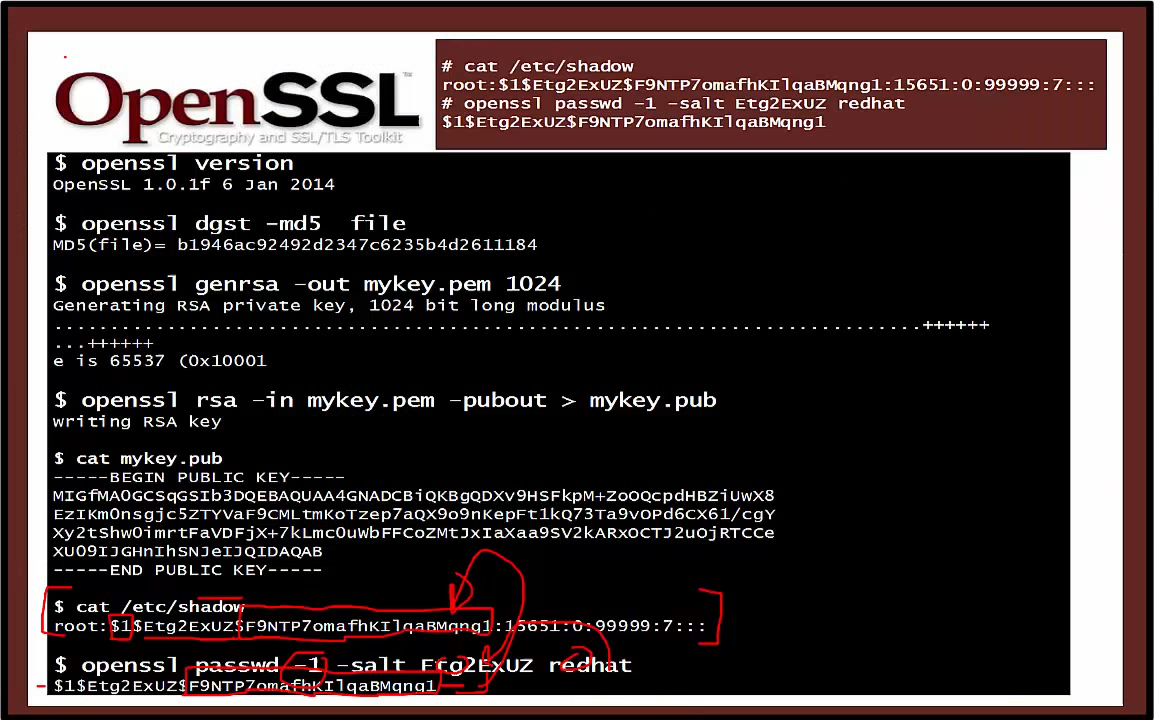 OpenSSL™
Cryptography and SSL/TLS Toolkit
# cat /etc/shadow
root:$1$Etg2ExUZ$F9NTP7omafhKIlqaBMqng1:15651:0:99999:7:::
# openssl passwd -1 -salt Etg2ExUZ redhat
$1$Etg2ExUZ$F9NTP7omafhKIlqaBMqng1
$ openssl version
OpenSSL 1.0.1f 6 Jan 2014
$ openssl dgst -md5 file
MD5(file)= b1946ac92492d2347c6235b4d2611184
$ openssl genrsa -out mykey.pem 1024
Generating RSA private key, 1024 bit long modulus
.............................................................................................++++++
...++++++
e is 65537 (0x10001
$ openssl rsa -in mykey.pem -pubout > mykey.pub
writing RSA key
$ cat mykey.pub
-----BEGIN PUBLIC KEY-----
MIGfMA0GCSqGSIb3DQEBAQUAA4GNADCBiQKBgQDXv9HSFkpM+ZoOQcpdHBZiUwX8
EzIKm0nsgjc5ZTYVaF9CMLtmKoTzep7aQX9o9nKepFt1kQ73Ta9vOPd6CX61/cgY
Xy2tShw0imrtFaVDFjX+7kLmc0uWbFFCoZMtJxIaXaa9SV2kARxOCTJ2uOjRTCCe
XU09IJGHnIhSNJeIJQIDAQAB
-----END PUBLIC KEY-----
$ cat /etc/shadow
root:$1$Etg2ExUZ$F9NTP7omafhKIlqaBMqng1:15651:0:99999:7:::
$ openssl passwd -1 -salt Etg2ExUZ redhat
$1$Etg2ExUZ$F9NTP7omafhKIlqaBMqng1